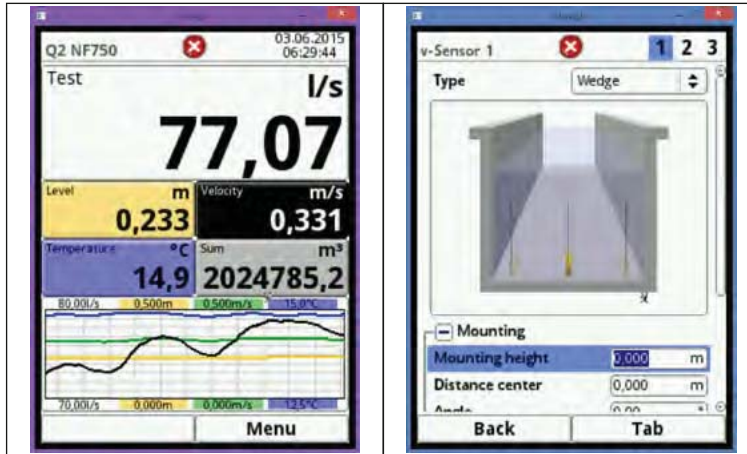 Q2 NF750
03.06.2015
06:29:44
Test
l/s
77,07
Level m
0,233
Velocity m/s
0,331
Temperature °C
14,9
Sum m³
2024785,2
80,00l/s 0,500m 0,500m/s 15,0°C
70,00l/s 0,000m 0,000m/s 12,5°C
Menu
v-Sensor 1
1 2 3
Type Wedge
Mounting
Mounting height 0,000 m
Distance center 0,000 m
Angle 0,00
Back Tab